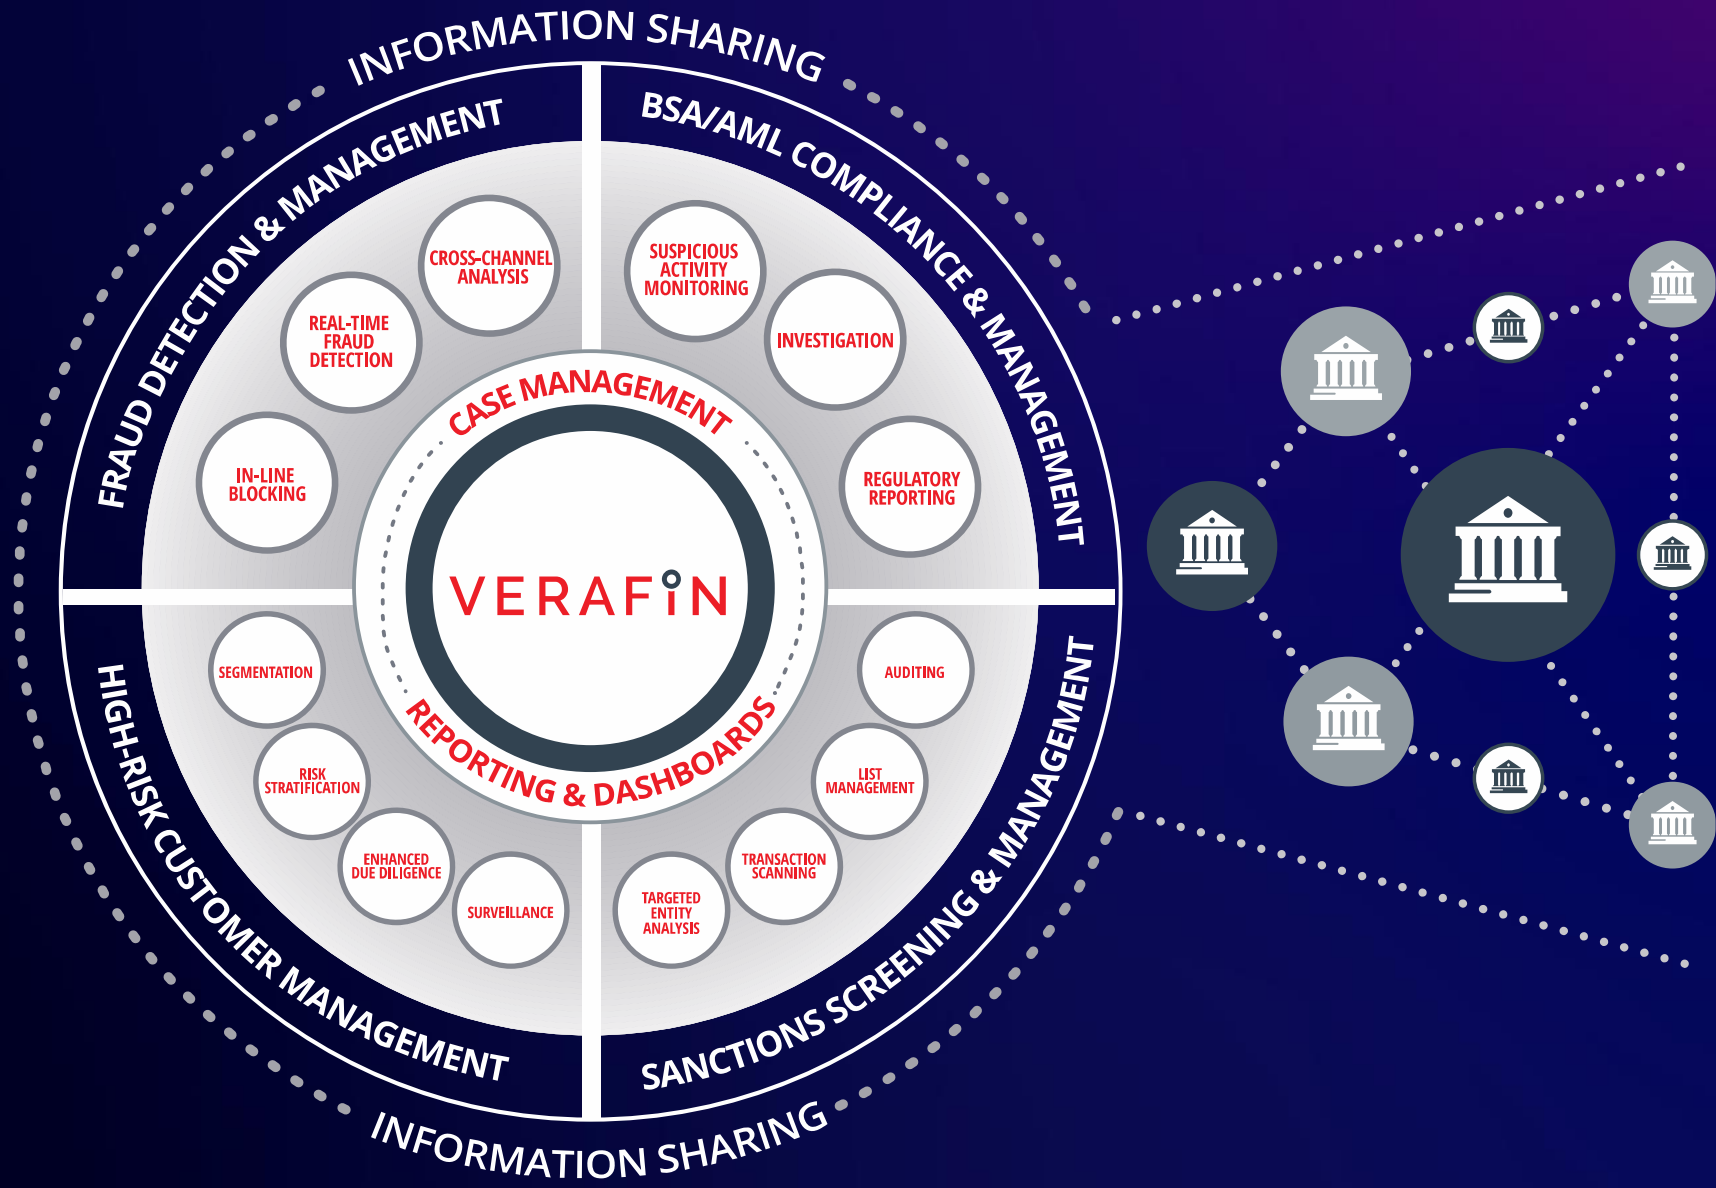 INFORMATION SHARING
FRAUD DETECTION & MANAGEMENT
BSA/AML COMPLIANCE & MANAGEMENT
CROSS-CHANNEL
ANALYSIS
REAL-TIME
FRAUD
DETECTION
IN-LINE
BLOCKING
SUSPICIOUS
ACTIVITY
MONITORING
INVESTIGATION
REGULATORY
REPORTING
CASE MANAGEMENT
VERAFIN
REPORTING & DASHBOARDS
SEGMENTATION
RISK
STRATIFICATION
ENHANCED
DUE DILIGENCE
SURVEILLANCE
AUDITING
LIST
MANAGEMENT
TRANSACTION
SCANNING
TARGETED
ENTITY
ANALYSIS
HIGH-RISK CUSTOMER MANAGEMENT
SANCTIONS SCREENING & MANAGEMENT
INFORMATION SHARING